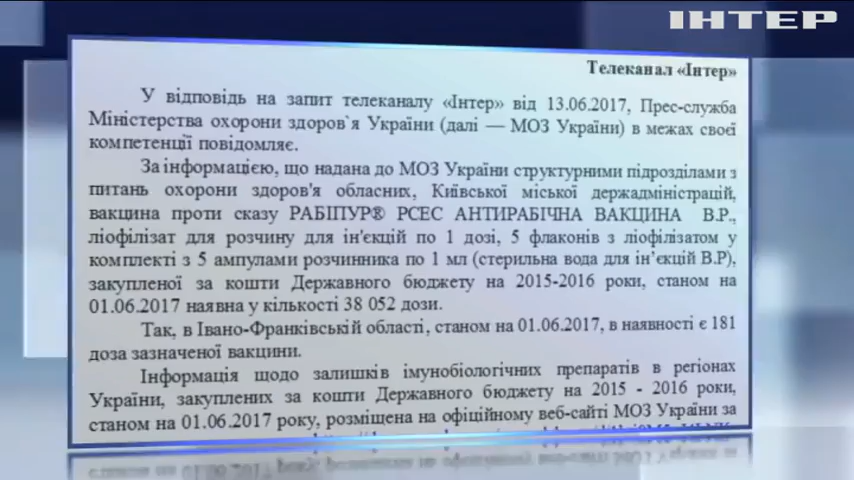 ІНТЕР
Телеканал «Інтер»
У відповідь на запит телеканалу «Інтер» від 13.06.2017, Прес-служба
Міністерства охорони здоров`я України (далі — МОЗ України) в межах своєї
компетенції повідомляє.
За інформацією, що надана до МОЗ України структурними підрозділами з
питань охорони здоров'я обласних, Київської міської держадміністрацій,
вакцина проти сказу РАБІПУР® РСЕС АНТИРАБІЧНА ВАКЦИНА В.Р.,
ліофілізат для розчину для ін'єкцій по 1 дозі, 5 флаконів з ліофілізатом у
комплекті з 5 ампулами розчинника по 1 мл (стерильна вода для ін’єкцій В.Р),
закупленої за кошти Державного бюджету на 2015-2016 роки, станом на
01.06.2017 наявна у кількості 38 052 дози.
Так, в Івано-Франківській області, станом на 01.06.2017, в наявності є 181
доза зазначеної вакцини.
Інформація щодо залишків імунобіологічних препаратів в регіонах
України, закуплених за кошти Державного бюджету на 2015 - 2016 роки,
станом на 01.06.2017 року, розміщена на офіційному веб-сайті МОЗ України за